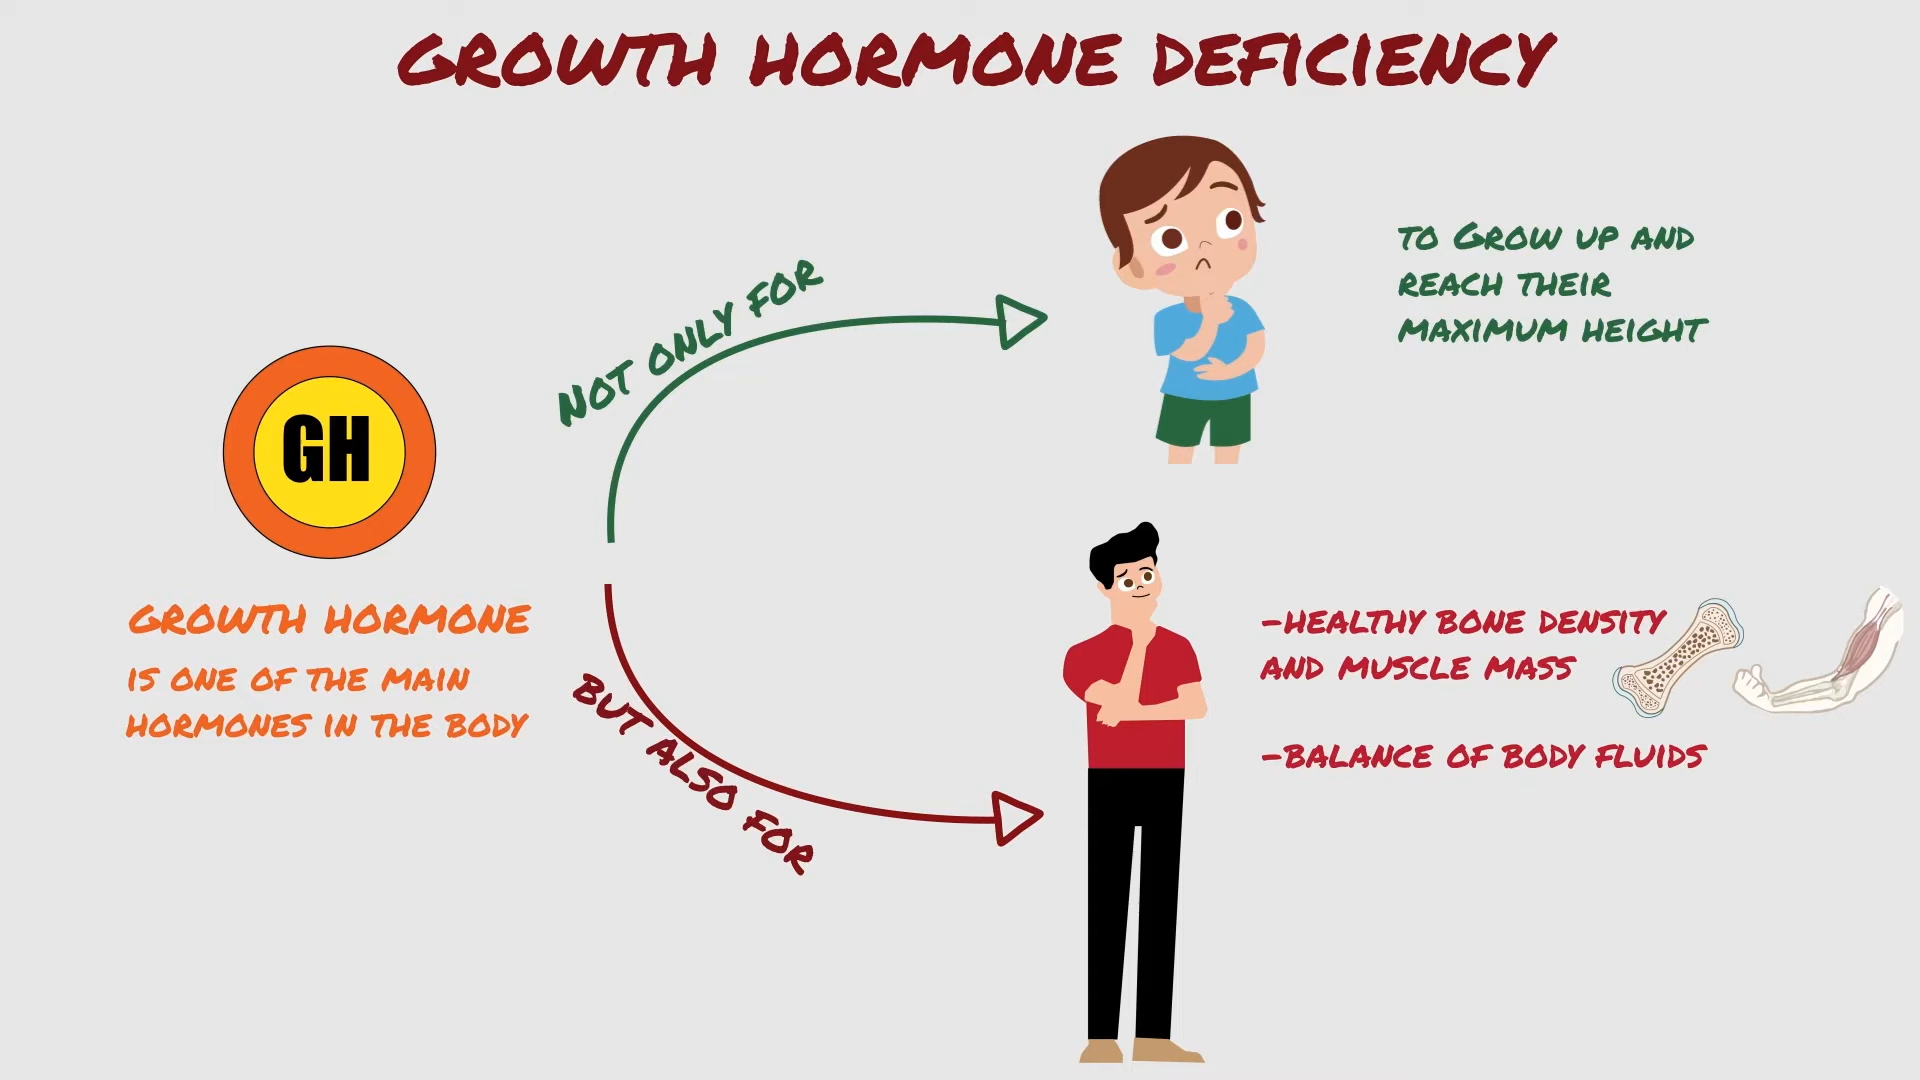 GROWTH HORMONE DEFICIENCY
NOT ONLY FOR
TO GROW UP AND
REACH THEIR
MAXIMUM HEIGHT
GH
GROWTH HORMONE
IS ONE OF THE MAIN
HORMONES IN THE BODY
BUT ALSO FOR
-HEALTHY BONE DENSITY
AND MUSCLE MASS
-BALANCE OF BODY FLUIDS